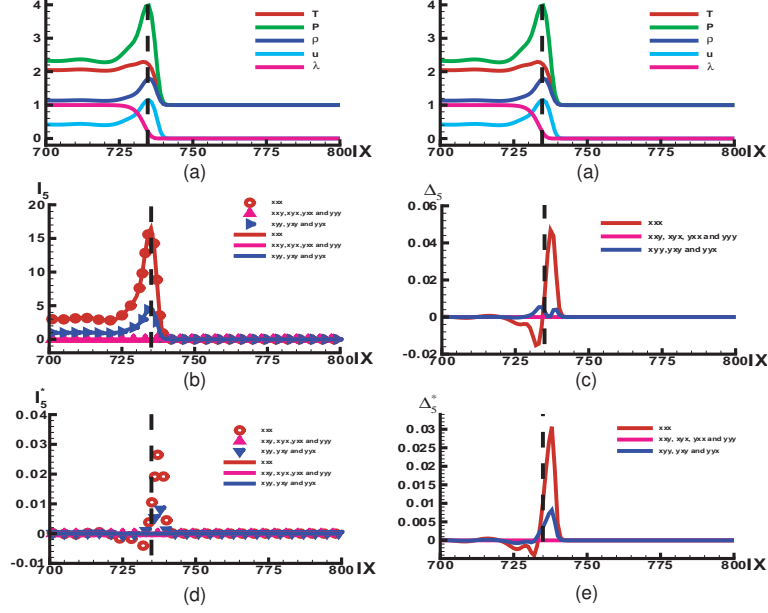 4
3
2
1
0
700 725 750 775 800 IX
T
P
ρ
u
λ
(a)
4
3
2
1
0
700 725 750 775 800 IX
T
P
ρ
u
λ
(a)
I5
20
15
10
5
0
700 725 750 775 800 IX
xxx
xxy,xyx,yxx and yyy
xyy, yxy and yyx
xxx
xxy,xyx,yxx and yyy
xyy, yxy and yyx
(b)
Δ5
0.06
0.04
0.02
0
-0.02
700 725 750 775 800 IX
xxx
xxy, xyx, yxx and yyy
xyy,yxy and yyx
(c)
I5*
0.04
0.03
0.02
0.01
0
-0.01
700 725 750 775 800 IX
xxx
xxy, xyx,yxx and yyy
xyy, yxy and yyx
xxx
xxy, xyx,yxx and yyy
xyy, yxy and yyx
(d)
Δ5*
0.03
0.025
0.02
0.015
0.01
0.005
0
700 725 750 775 800 IX
xxx
xxy, xyx, yxx and yyy
xyy, yxy and yyx
(e)